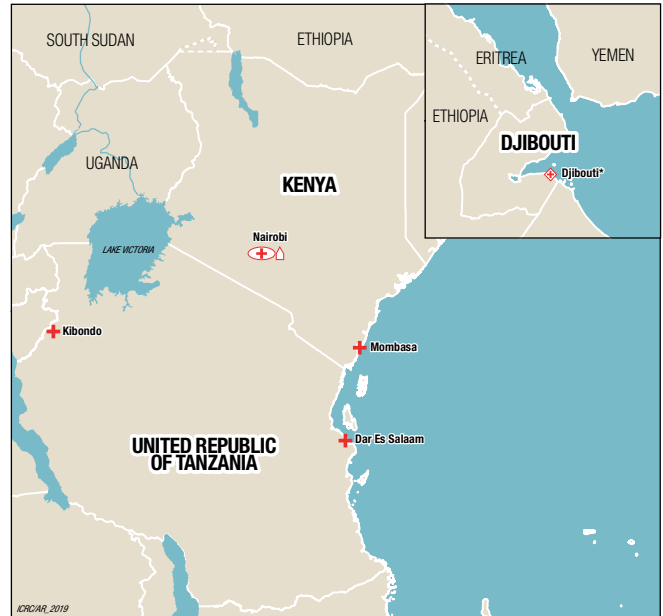 SOUTH SUDAN
ETHIOPIA
ERITREA
YEMEN
ETHIOPIA
DJIBOUTI
Djibouti*
UGANDA
KENYA
Nairobi
LAKE VICTORIA
Kibondo
Mombasa
UNITED REPUBLIC
OF TANZANIA
Dar Es Salaam
ICRC/AR_2019